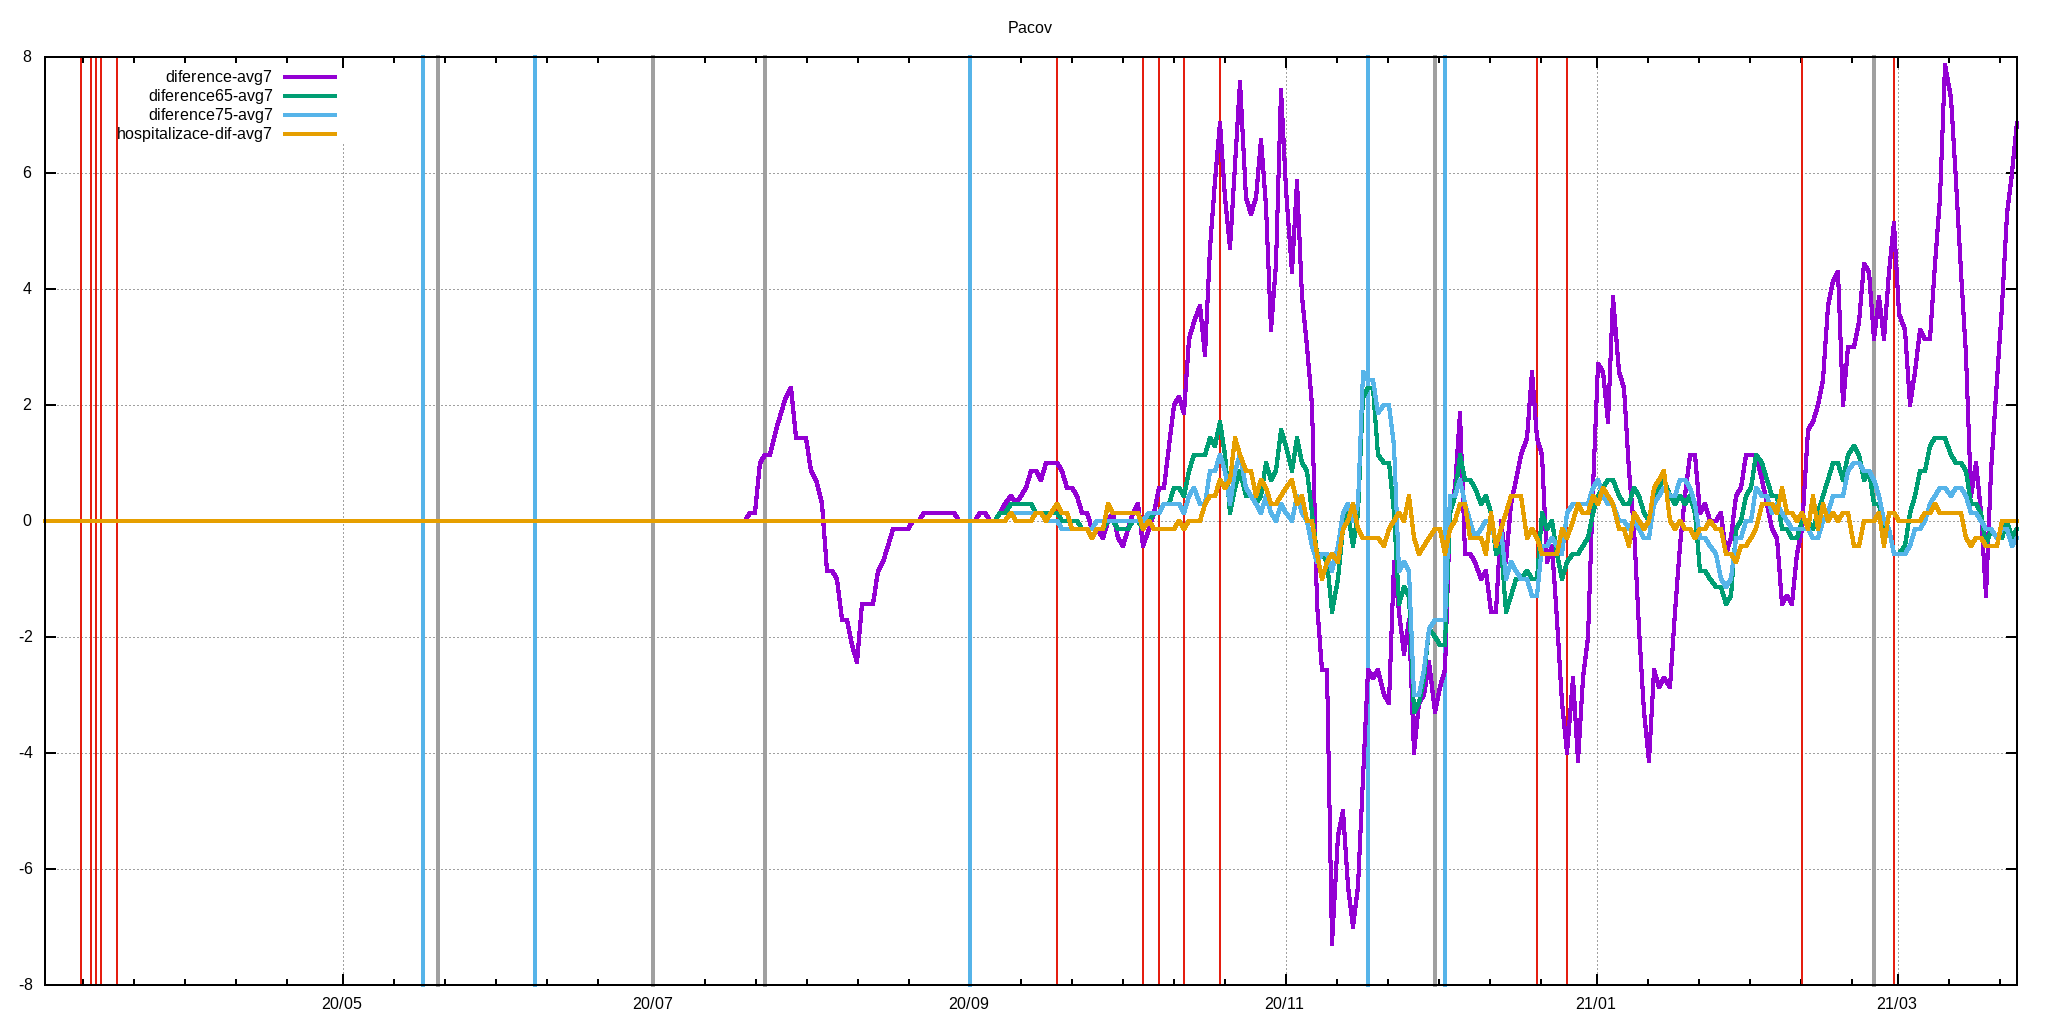 Pacov
8
diference-avg7
diference65-avg7
diference75-avg7
hospitalizace-dif-avg7
6
4
2
0
-2
-4
-6
-8
20/05 20/07 20/09 20/11 21/01 21/03